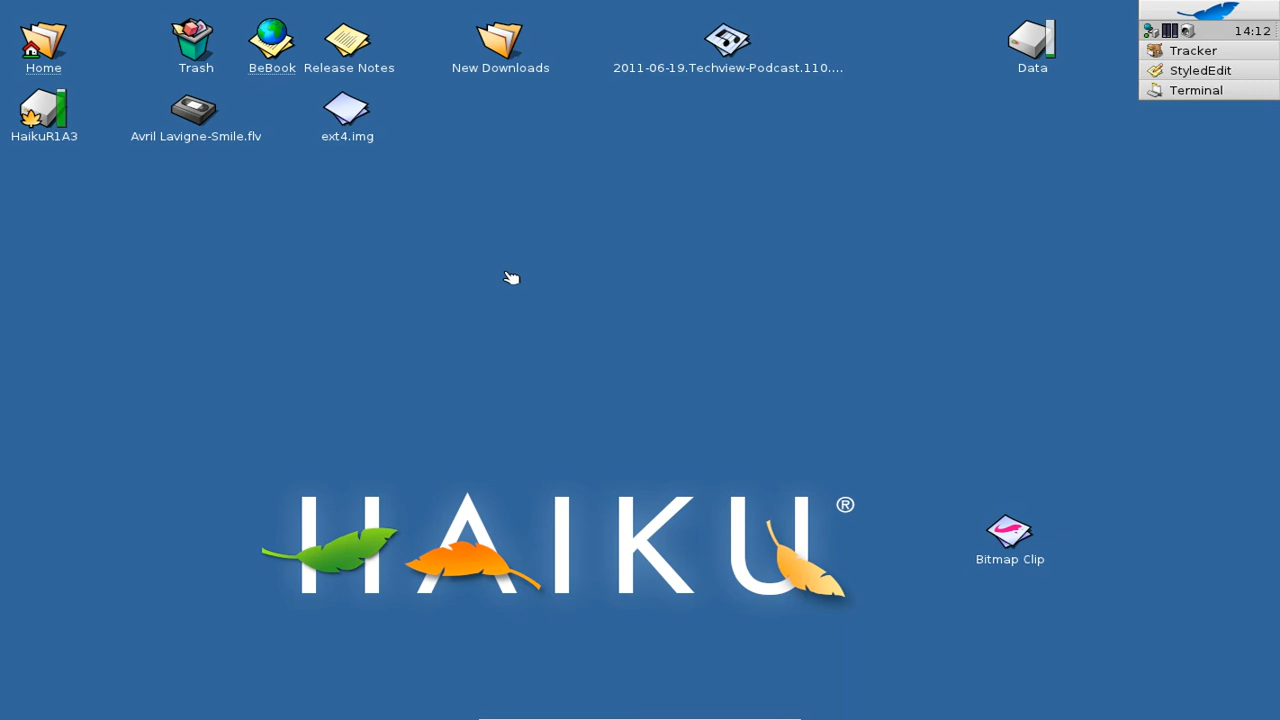 Home
Trash
BeBook
Release Notes
New Downloads
2011-06-19.Techview-Podcast.110....
Data
14:12
Tracker
StyledEdit
Terminal
HaikuR1A3
Avril Lavigne-Smile.flv
ext4.img
HAIKU®
Bitmap Clip